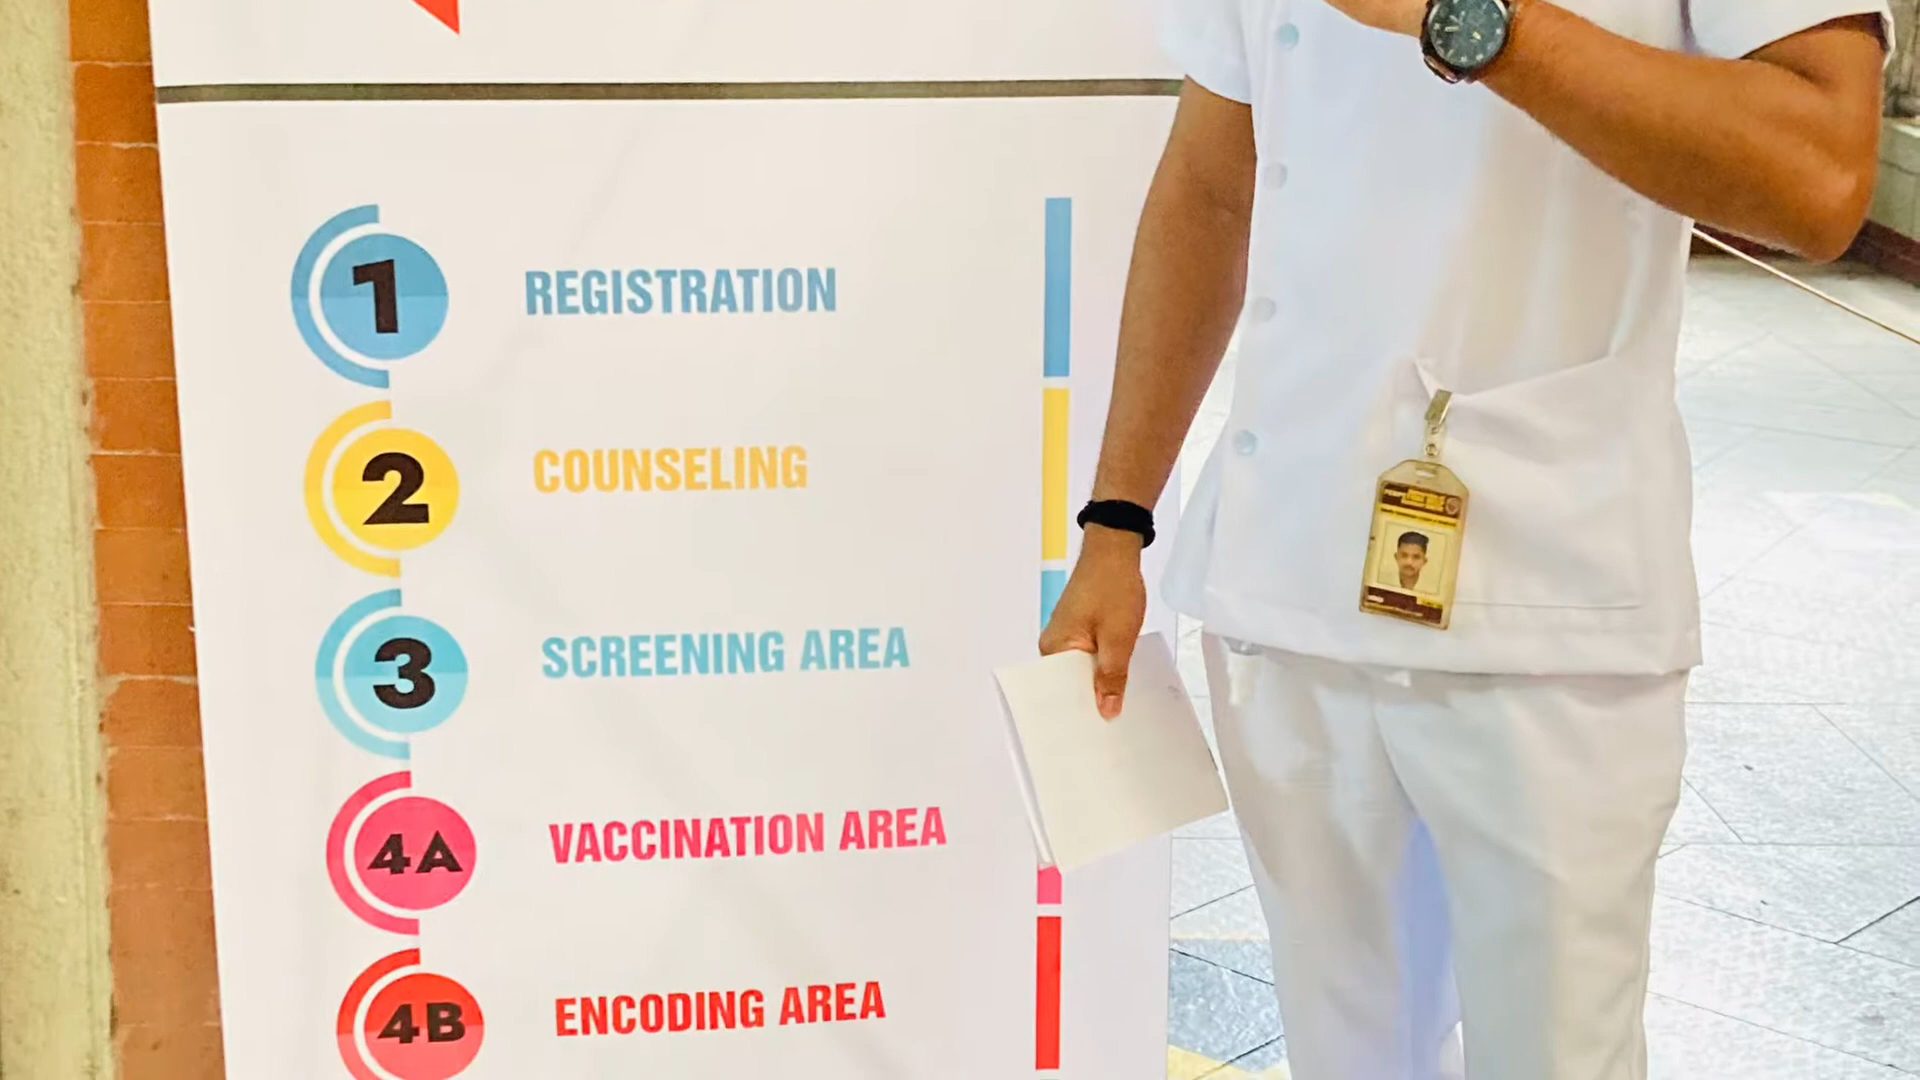 1 REGISTRATION
2 COUNSELING
3 SCREENING AREA
4A VACCINATION AREA
4B ENCODING AREA